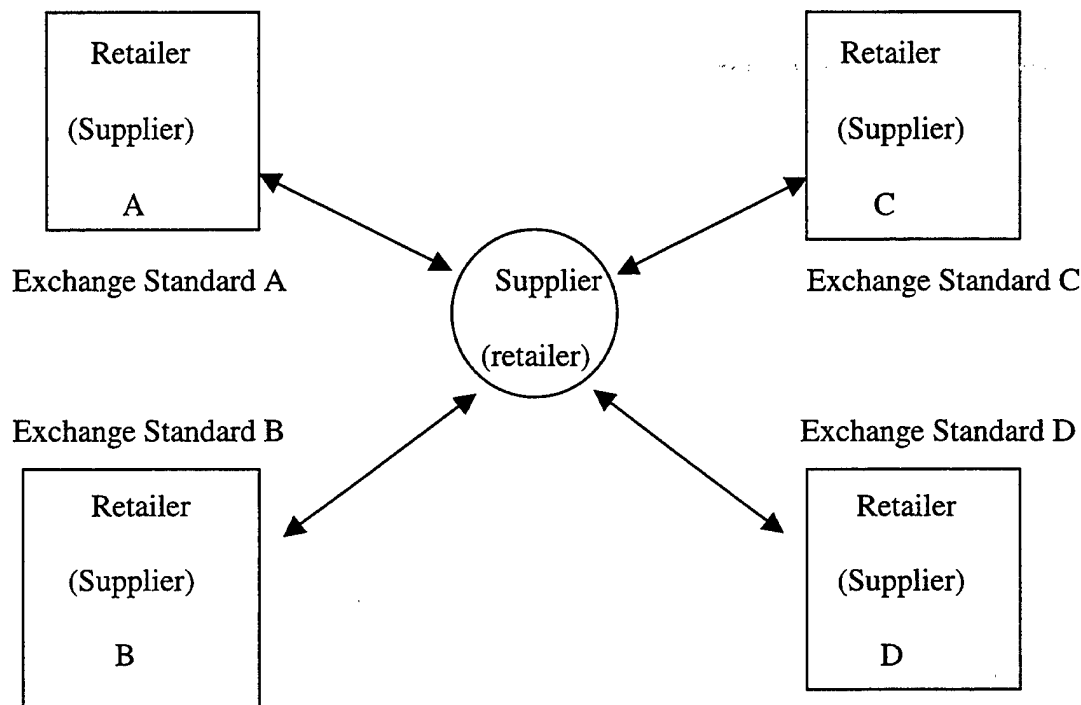 Retailer
(Supplier)
A
Exchange Standard A
Retailer
(Supplier)
C
Exchange Standard C
Supplier
(retailer)
Exchange Standard B
Retailer
(Supplier)
B
Exchange Standard D
Retailer
(Supplier)
D